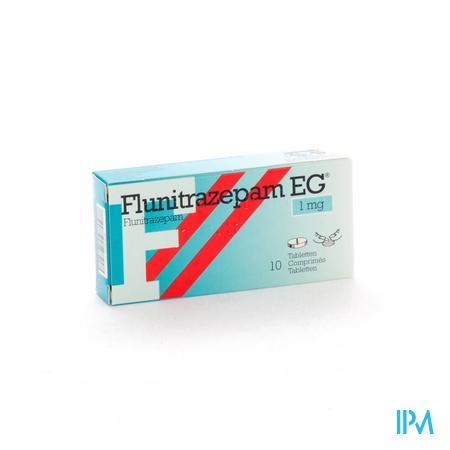 Flunitrazepam EG®
Flunitrazepam
1 mg
F
10
Tabletten
Comprimés
Tabletten
IPM